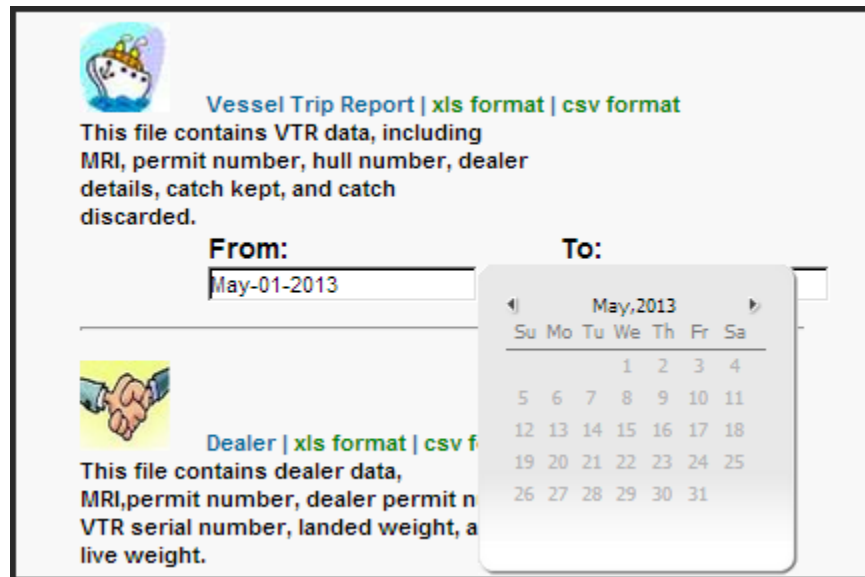 Vessel Trip Report | xls format | csv format
This file contains VTR data, including
MRI, permit number, hull number, dealer
details, catch kept, and catch
discarded.
From: To:
May-01-2013
May,2013
Su Mo Tu We Th Fr Sa
1 2 3 4
5 6 7 8 9 10 11
12 13 14 15 16 17 18
19 20 21 22 23 24 25
26 27 28 29 30 31
Dealer | xls format | csv f
This file contains dealer data,
MRI,permit number, dealer permit n
VTR serial number, landed weight, a
live weight.